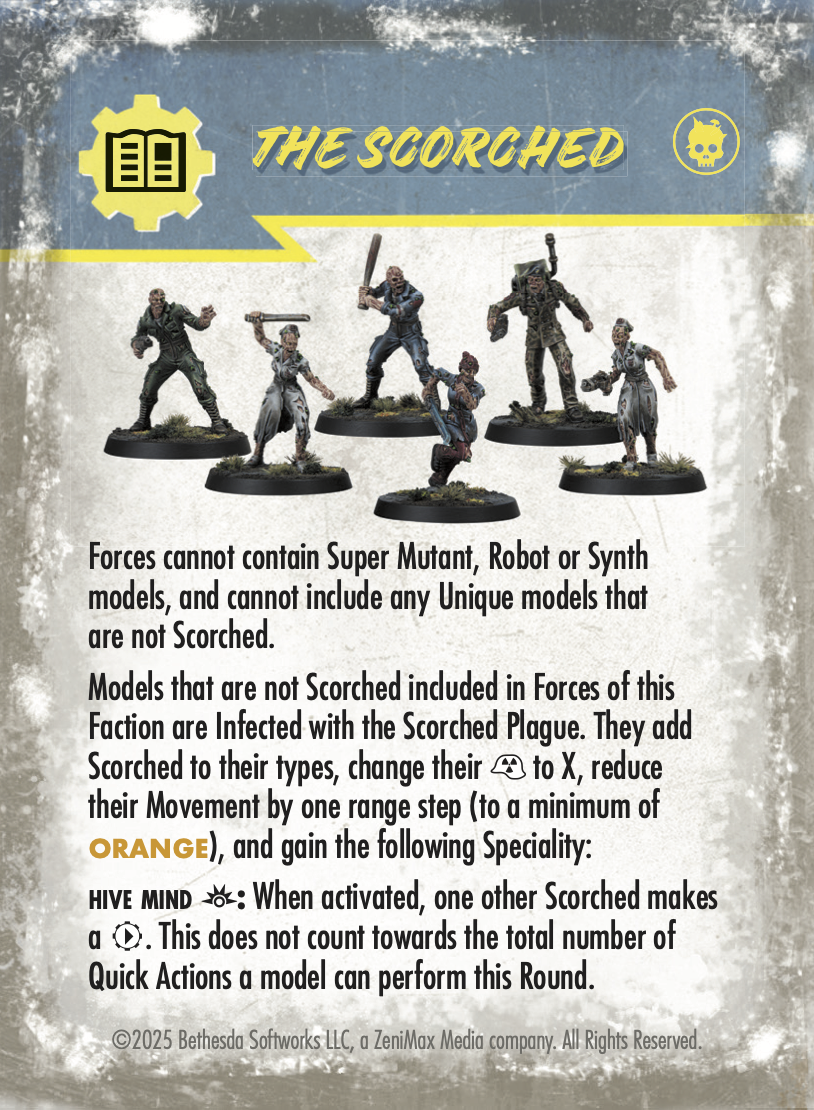 THE SCORCHED
Forces cannot contain Super Mutant, Robot or Synth
models, and cannot include any Unique models that
are not Scorched.
Models that are not Scorched included in Forces of this
Faction are Infected with the Scorched Plague. They add
Scorched to their types, change their to X, reduce
their Movement by one range step (to a minimum of
ORANGE), and gain the following Speciality:
HIVE MIND : When activated, one other Scorched makes
a . This does not count towards the total number of
Quick Actions a model can perform this Round.
©2025 Bethesda Softworks LLC, a ZeniMax Media company. All Rights Reserved.